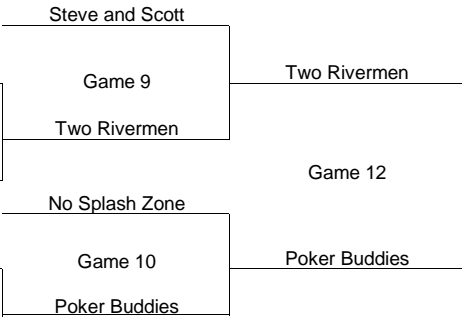 Steve and Scott
Game 9
Two Rivermen
Two Rivermen
Game 12
No Splash Zone
Game 10
Poker Buddies
Poker Buddies